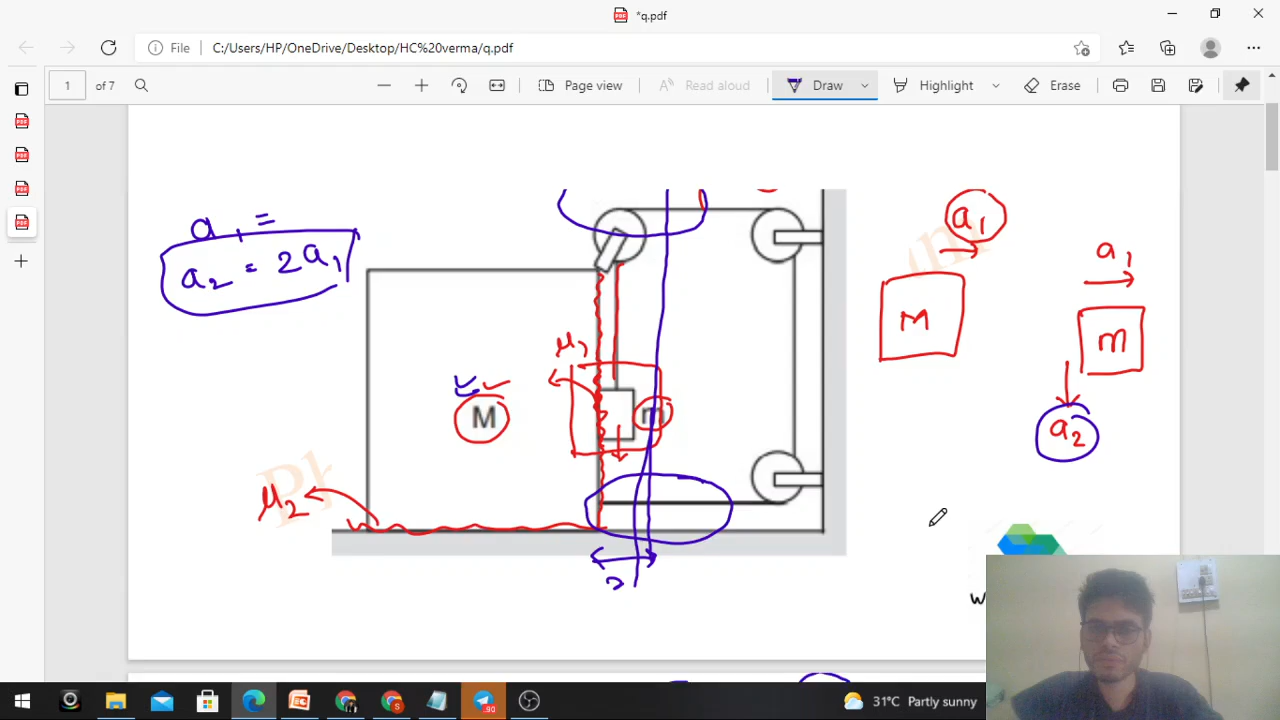 *q.pdf
File
C:/Users/HP/OneDrive/Desktop/HC%20verma/q.pdf
1 of 7
Page view
Read aloud
Draw
Highlight
Erase
a₁ =
a₂ = 2a₁
a₁
a₁
M
m
μ₁
M
m
a₂
μ₂
31°C Partly sunny